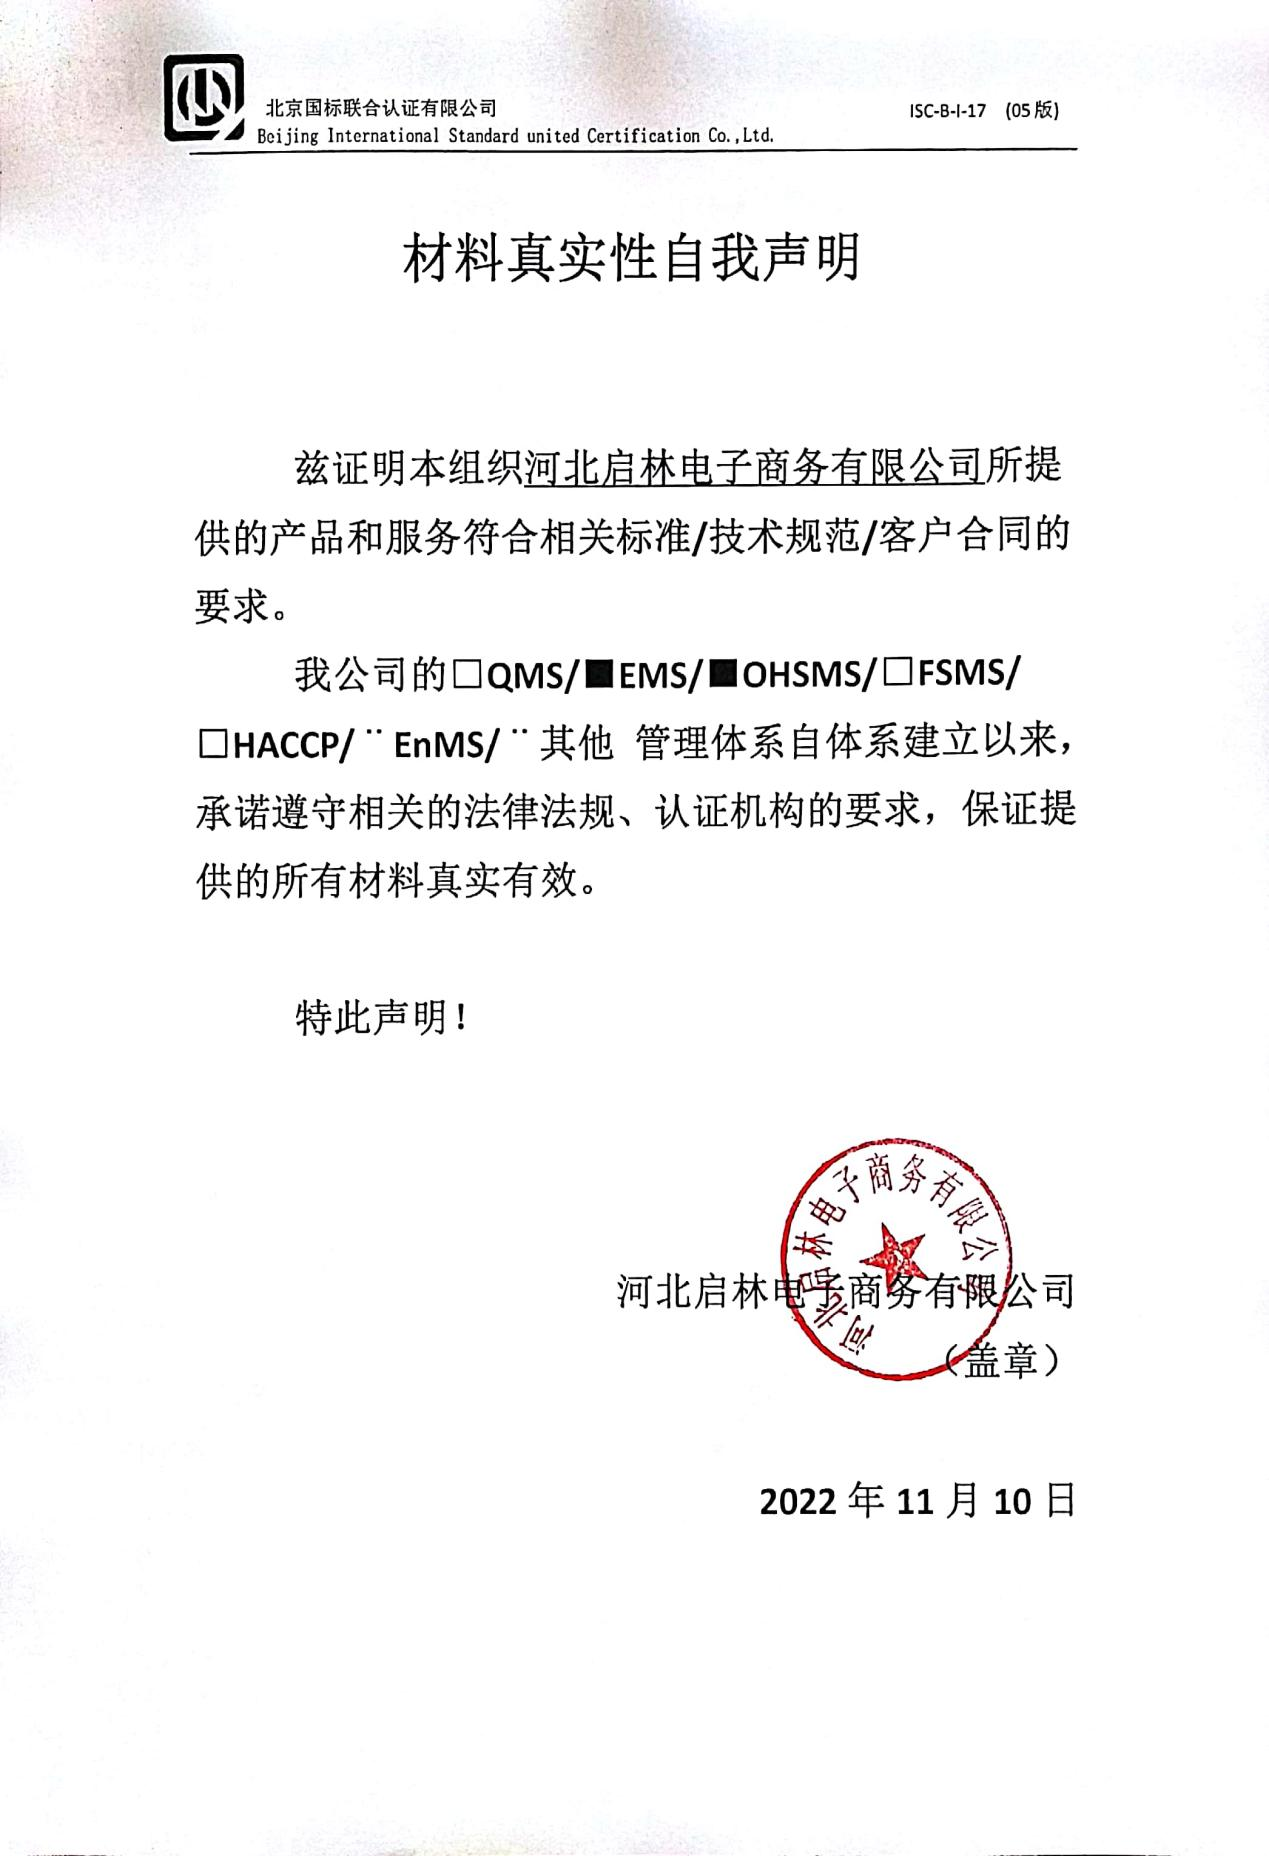 北京国标联合认证有限公司
ISC-B-I-17 (05版)
Beijing International Standard united Certification Co.,Ltd.
材料真实性自我声明
兹证明本组织河北启林电子商务有限公司所提
供的产品和服务符合相关标准/技术规范/客户合同的
要求。
我公司的□QMS/■EMS/■OHSMS/□FSMS/
□HACCP/¨EnMS/¨其他 管理体系自体系建立以来，
承诺遵守相关的法律法规、认证机构的要求，保证提
供的所有材料真实有效。
特此声明！
河北启林电子商务有限公司
河北启林电子商务有限公司
（盖章）
2022 年 11 月 10 日